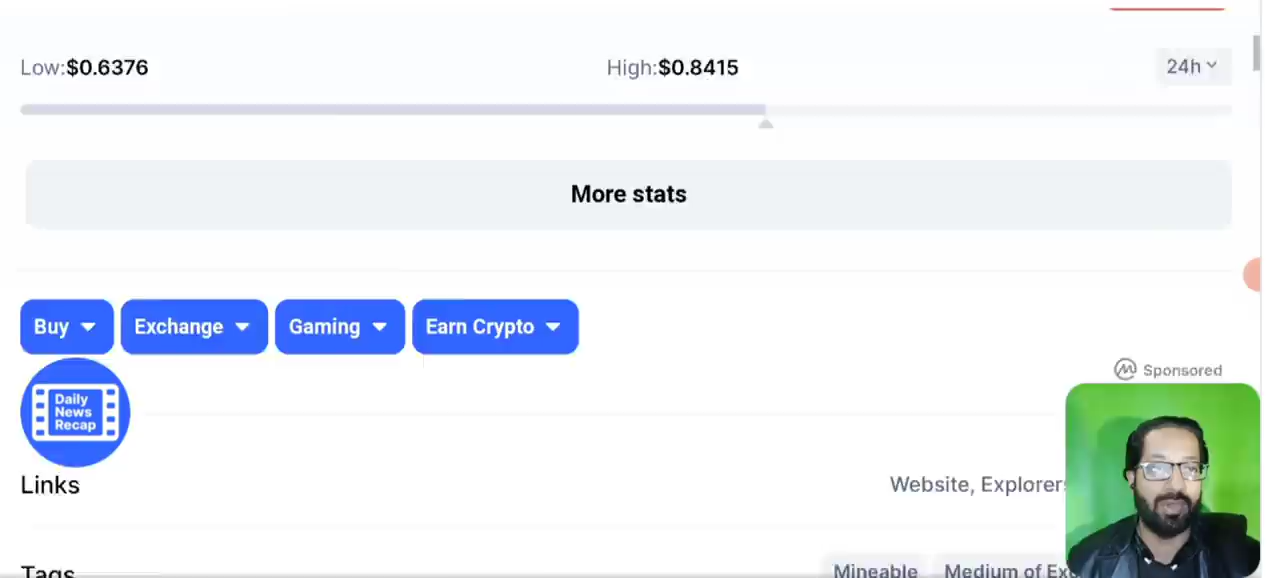 Low:$0.6376 High:$0.8415 24h
More stats
Buy Exchange Gaming Earn Crypto
Sponsored
Daily
News
Recap
Links Website, Explorers
Tags Mineable Medium of